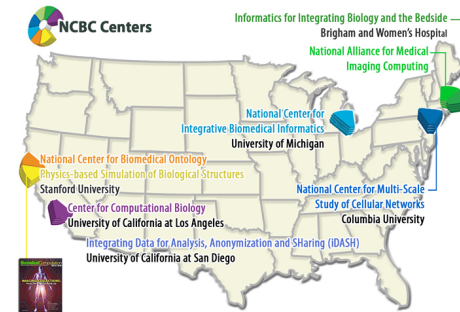 NCBC Centers
Informatics for Integrating Biology and the Bedside
Brigham and Women's Hospital
National Alliance for Medical
Imaging Computing
National Center for
Integrative Biomedical Informatics
University of Michigan
National Center for Biomedical Ontology
Physics-based Simulation of Biological Structures
Stanford University
National Center for Multi-Scale
Study of Cellular Networks
Columbia University
Center for Computational Biology
University of California at Los Angeles
Integrating Data for Analysis, Anonymization and SHaring (iDASH)
University of California at San Diego